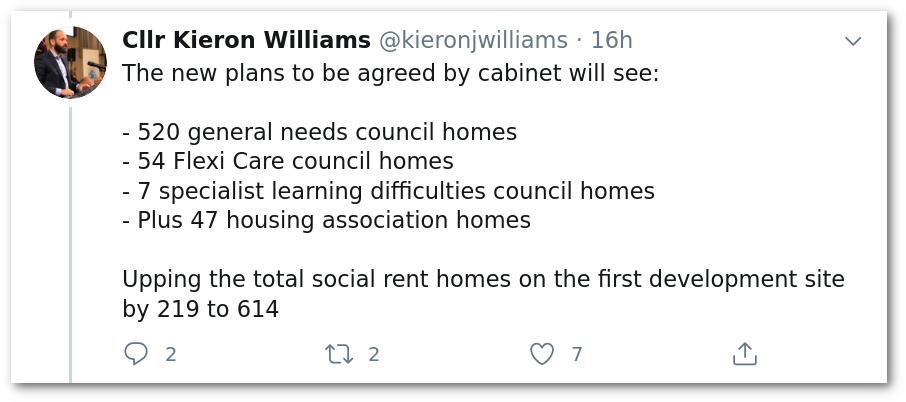 Cllr Kieron Williams @kieronjwilliams · 16h
The new plans to be agreed by cabinet will see:
- 520 general needs council homes
- 54 Flexi Care council homes
- 7 specialist learning difficulties council homes
- Plus 47 housing association homes
Upping the total social rent homes on the first development site
by 219 to 614
2 2 7